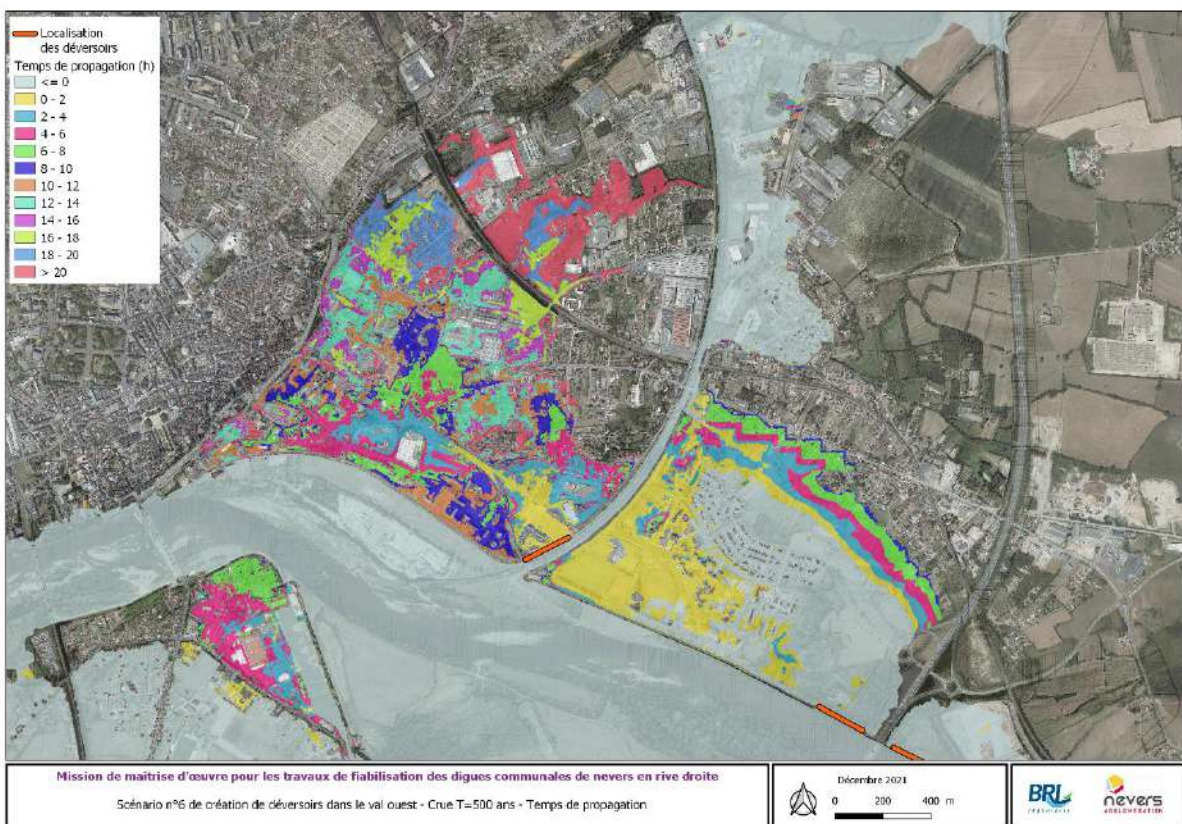 Localisation
des déversoirs
Temps de propagation (h)
<= 0
0 - 2
2 - 4
4 - 6
6 - 8
8 - 10
10 - 12
12 - 14
14 - 16
16 - 18
18 - 20
> 20
Mission de maîtrise d'œuvre pour les travaux de fiabilisation des digues communales de nevers en rive droite
Scénario n°6 de création de déversoirs dans le val ouest - Crue T=500 ans - Temps de propagation
Décembre 2021
0 200 400 m
BRL
Ingénierie
nevers
AGGLOMÉRATION